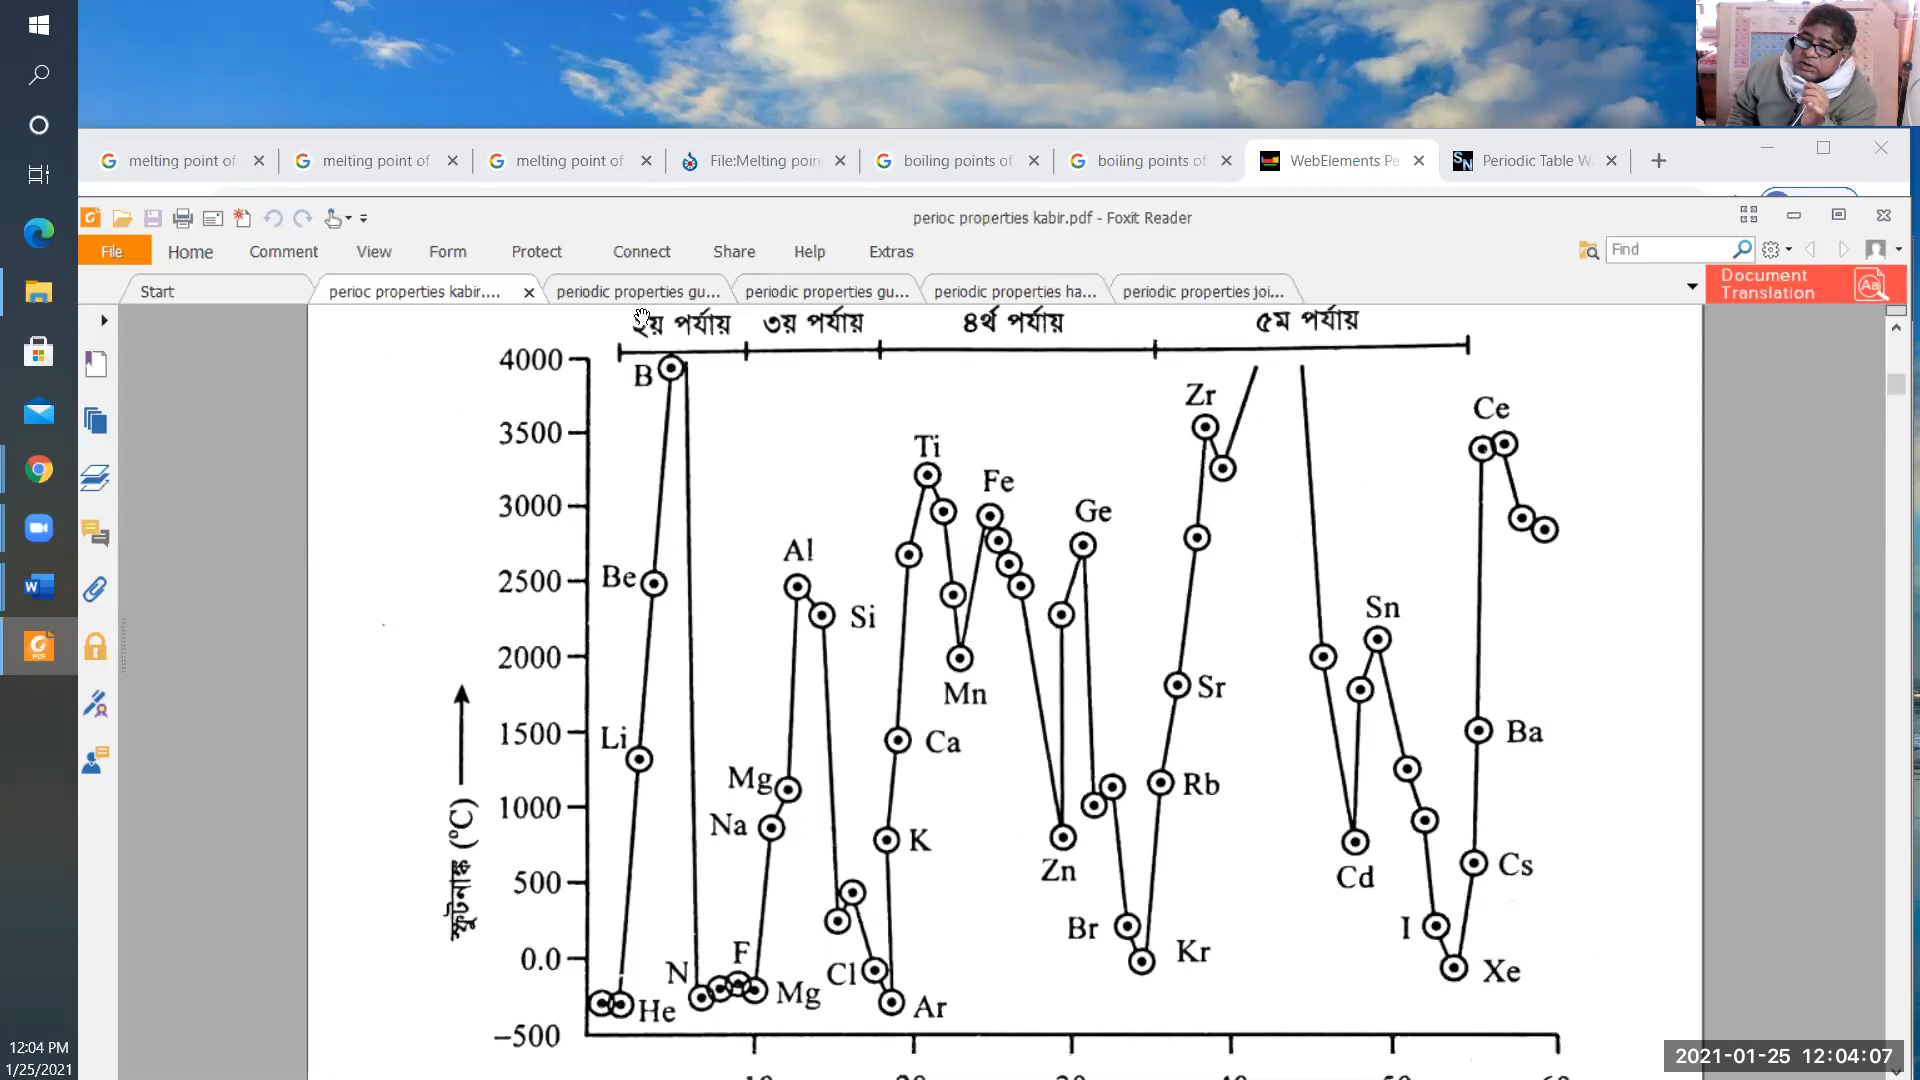 melting point of
melting point of
melting point of
File:Melting poin
boiling points of
boiling points of
WebElements Pe
Periodic Table W
perioc properties kabir.pdf - Foxit Reader
File
Home
Comment
View
Form
Protect
Connect
Share
Help
Extras
Find
Start
perioc properties kabir....
periodic properties gu...
periodic properties gu...
periodic properties ha...
periodic properties joi...
Document
Translation
২য় পর্যায়
৩য় পর্যায়
৪র্থ পর্যায়
৫ম পর্যায়
4000
3500
3000
2500
2000
1500
1000
500
0.0
–500
স্ফুটনাঙ্ক (°C)
B
Be
Li
He
N
F
Mg
Na
Mg
Al
Si
Cl
Ar
K
Ca
Ti
Mn
Fe
Zn
Ge
Br
Kr
Rb
Sr
Zr
Cd
Sn
I
Xe
Cs
Ba
Ce
10
20
30
40
50
60
12:04 PM
1/25/2021
2021-01-25 12:04:07